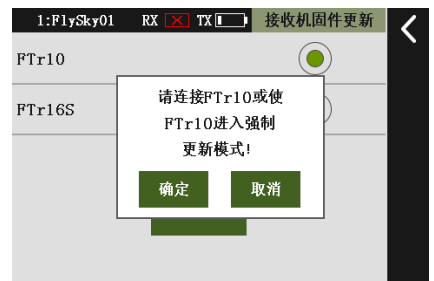 1:FlySky01 RX TX 接收机固件更新
FTr10
FTr16S
请连接FTr10或使
FTr10进入强制
更新模式!
确定 取消